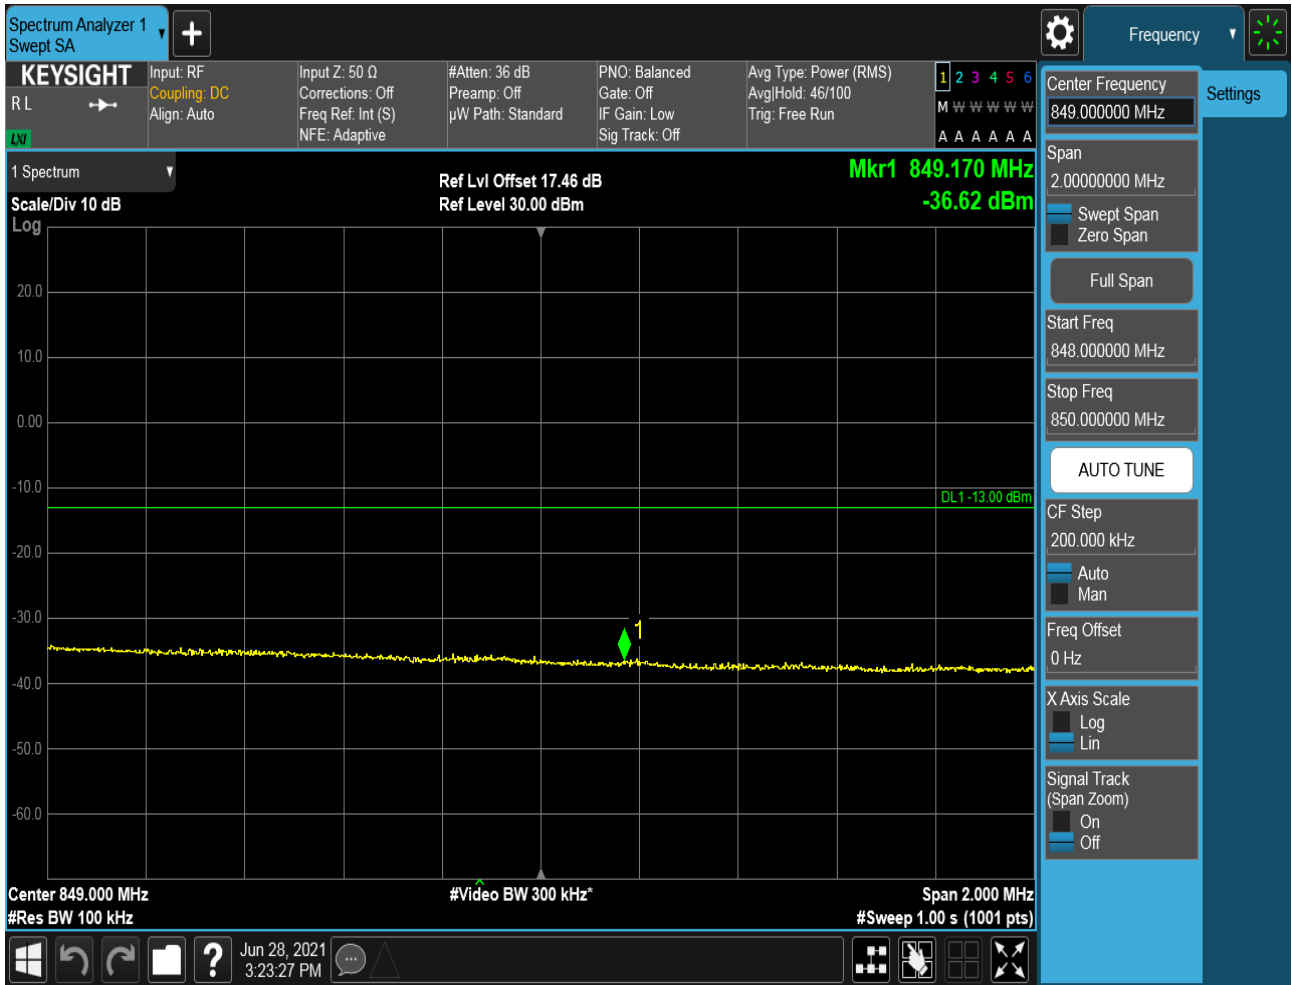 Spectrum Analyzer 1
Swept SA
+
Frequency
KEYSIGHT
R L
LXI
Input: RF
Coupling: DC
Align: Auto
Input Z: 50 Ω
Corrections: Off
Freq Ref: Int (S)
NFE: Adaptive
#Atten: 36 dB
Preamp: Off
µW Path: Standard
PNO: Balanced
Gate: Off
IF Gain: Low
Sig Track: Off
Avg Type: Power (RMS)
Avg|Hold: 46/100
Trig: Free Run
1 2 3 4 5 6
M W W W W W
A A A A A A
1 Spectrum
Scale/Div 10 dB
Log
Ref Lvl Offset 17.46 dB
Ref Level 30.00 dBm
Mkr1 849.170 MHz
-36.62 dBm
20.0
10.0
0.00
-10.0
-20.0
-30.0
-40.0
-50.0
-60.0
DL1 -13.00 dBm
1
Center 849.000 MHz
#Res BW 100 kHz
#Video BW 300 kHz*
Span 2.000 MHz
#Sweep 1.00 s (1001 pts)
?
Jun 28, 2021
3:23:27 PM
Center Frequency
849.000000 MHz
Settings
Span
2.00000000 MHz
Swept Span
Zero Span
Full Span
Start Freq
848.000000 MHz
Stop Freq
850.000000 MHz
AUTO TUNE
CF Step
200.000 kHz
Auto
Man
Freq Offset
0 Hz
X Axis Scale
Log
Lin
Signal Track
(Span Zoom)
On
Off